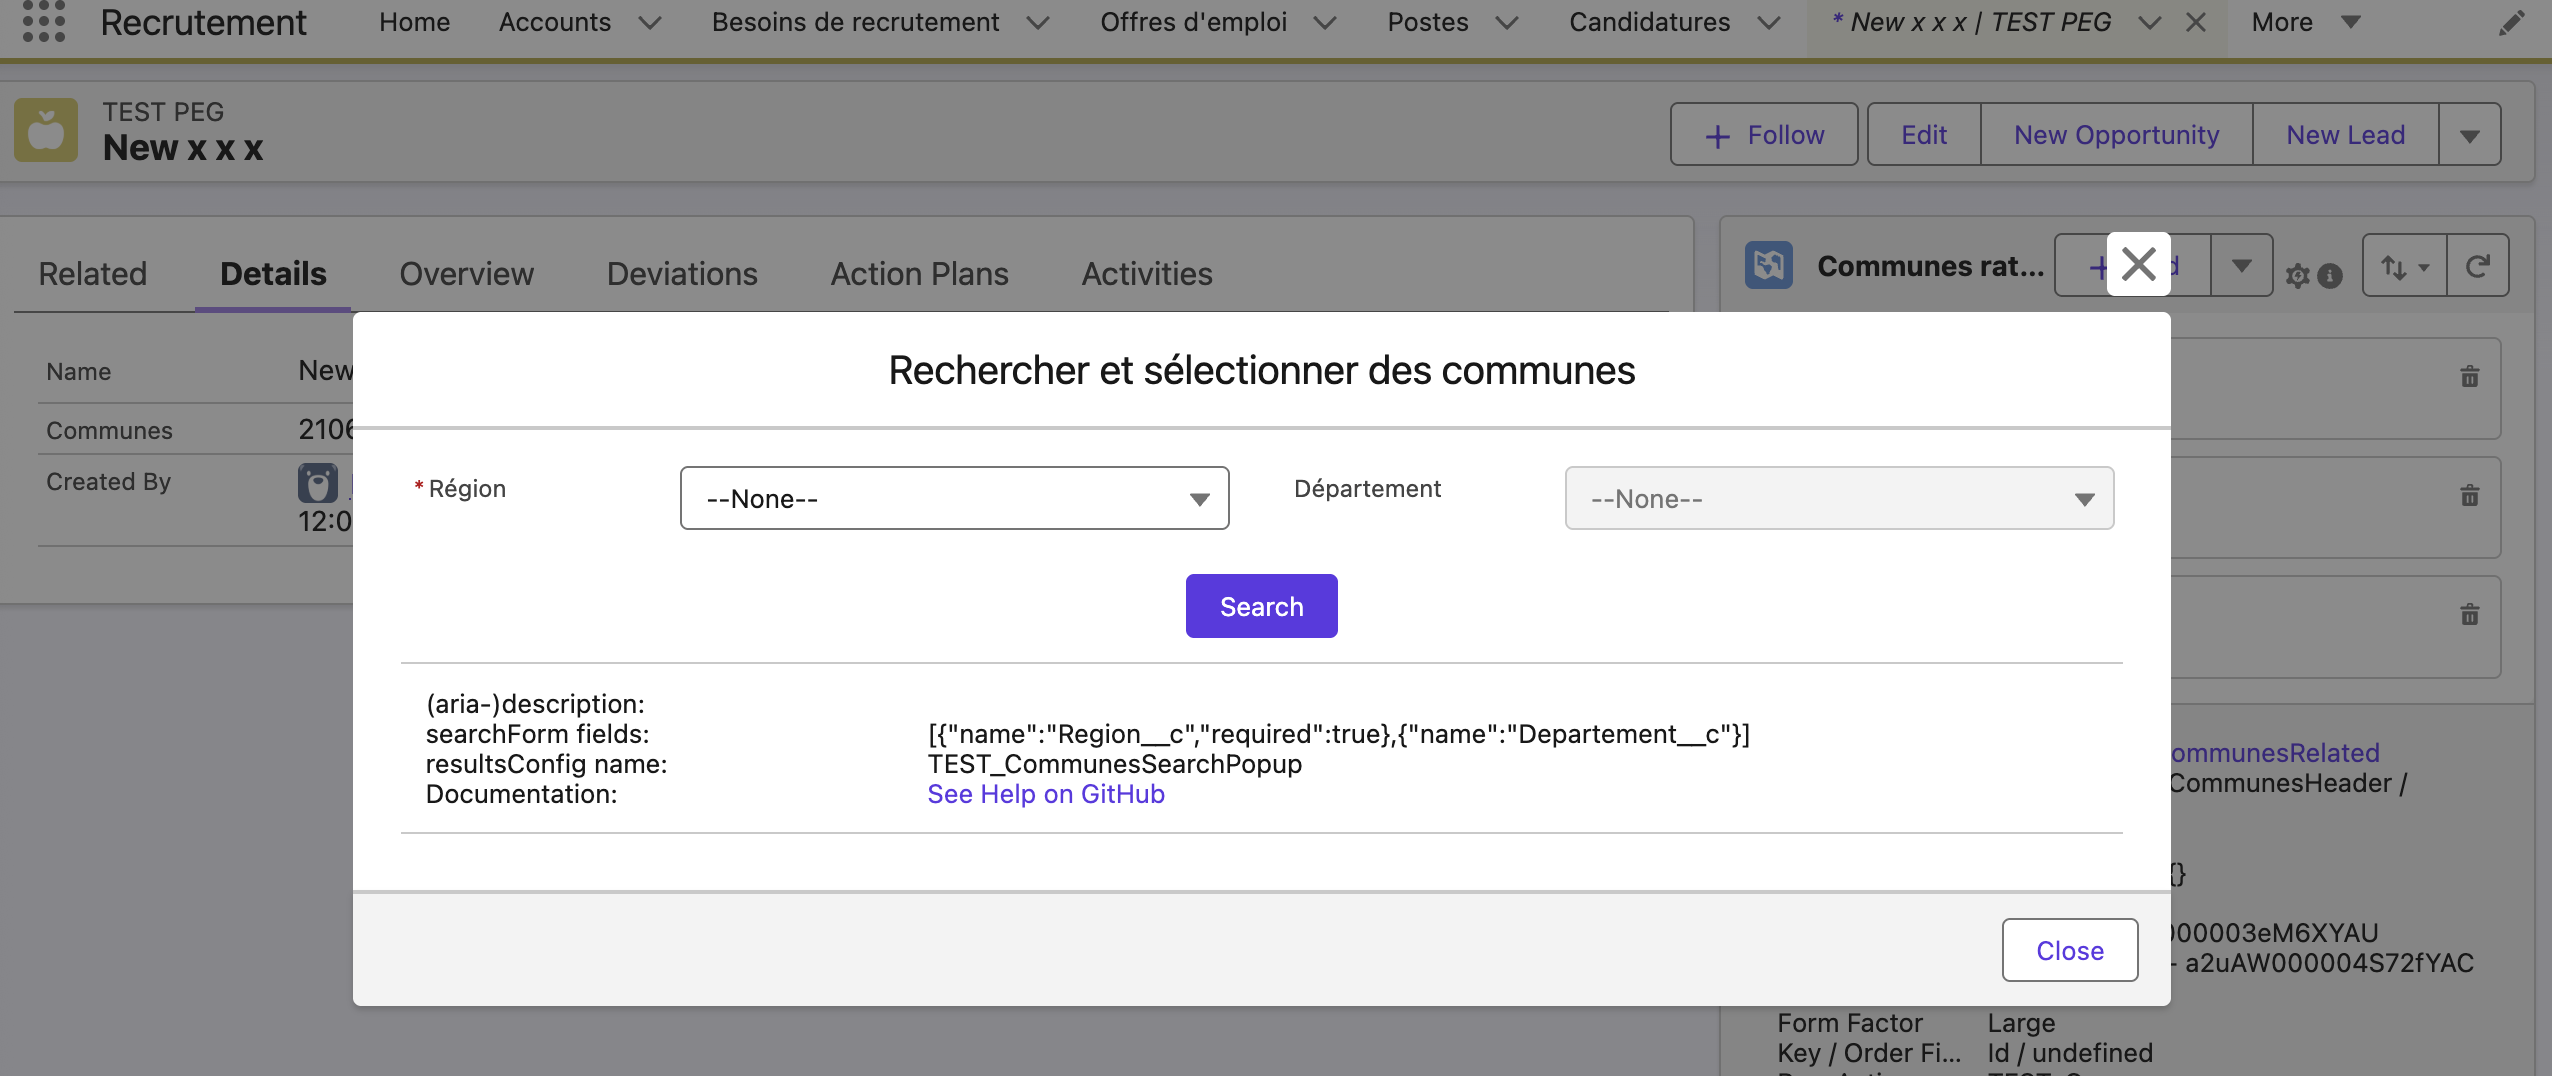 Recrutement Home Accounts Besoins de recrutement Offres d'emploi Postes Candidatures * New x x x | TEST PEG More
TEST PEG
New x x x
Follow Edit New Opportunity New Lead
Related Details Overview Deviations Action Plans Activities
Communes rat...
Name New
Communes 2106
Created By
12:0
Rechercher et sélectionner des communes
* Région --None-- Département --None--
Search
(aria-)description:
searchForm fields: [{"name":"Region__c","required":true},{"name":"Departement__c"}]
resultsConfig name: TEST_CommunesSearchPopup
Documentation: See Help on GitHub
Close
ommunesRelated
CommunesHeader /
{}
00003eM6XYAU
- a2uAW000004S72fYAC
Form Factor Large
Key / Order Fi... Id / undefined